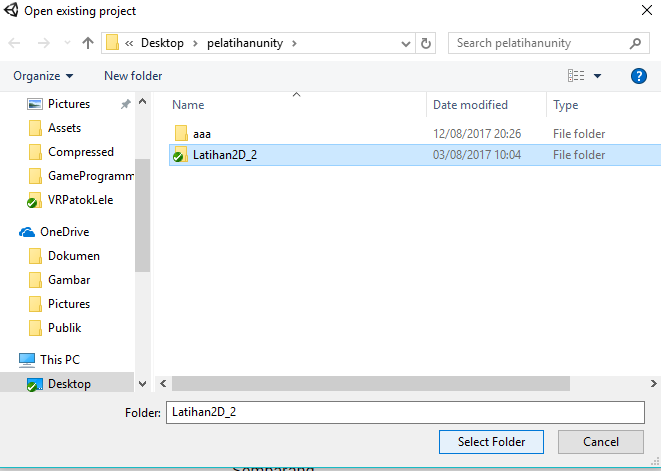 Open existing project
« Desktop > pelatihanunity >
Search pelatihanunity
Organize
New folder
?
Pictures
Assets
Compressed
GameProgramm
VRPatokLele
OneDrive
Dokumen
Gambar
Pictures
Publik
This PC
Desktop
Name Date modified Type
aaa 12/08/2017 20:26 File folder
Latihan2D_2 03/08/2017 10:04 File folder
Folder: Latihan2D_2
Select Folder Cancel